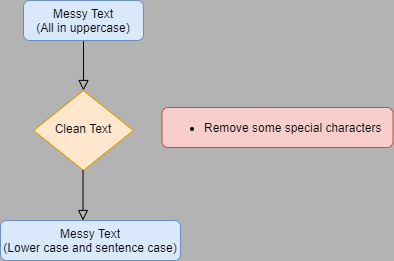 Messy Text
(All in uppercase)
Clean Text
• Remove some special characters
Messy Text
(Lower case and sentence case)